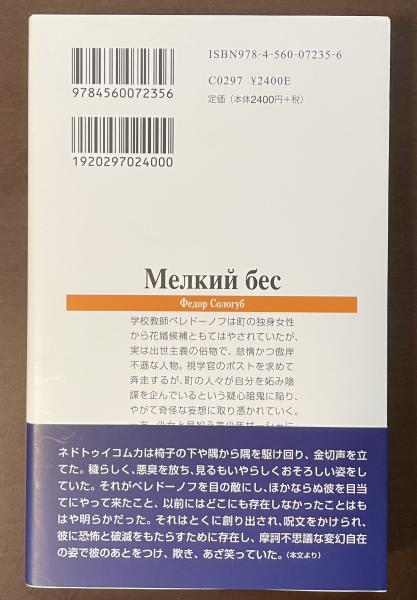 ISBN978-4-560-07235-6
C0297 ¥2400E
定価（本体2400円＋税）
9784560072356
1920297024000
Мелкий бес
Федор Сологуб
学校教師ペレドーノフは町の独身女性
から花婿候補ともてはやされていたが、
実は出世主義の俗物で、怠惰かつ傲岸
不遜な人物。視学官のポストを求めて
奔走するが、町の人々が自分を妬み陰
謀を企んでいるという疑心暗鬼に陥り、
やがて奇怪な妄想に取り憑かれていく。
一方、少女と見紛う美少年サーシャに
ネドトゥイコムカは椅子の下や隅から隅を駆け回り、金切声を立
てた。穢らしく、悪臭を放ち、見るもいやらしくおそろしい姿をし
ていた。それがペレドーノフを目の敵にし、ほかならぬ彼を目当
てにやって来たこと、以前にはどこにも存在しなかったことはも
はや明らかだった。それはとくに創り出され、呪文をかけられ、
彼に恐怖と破滅をもたらすために存在し、摩訶不思議な変幻自在
の姿で彼のあとをつけ、欺き、あざ笑っていた。（本文より）